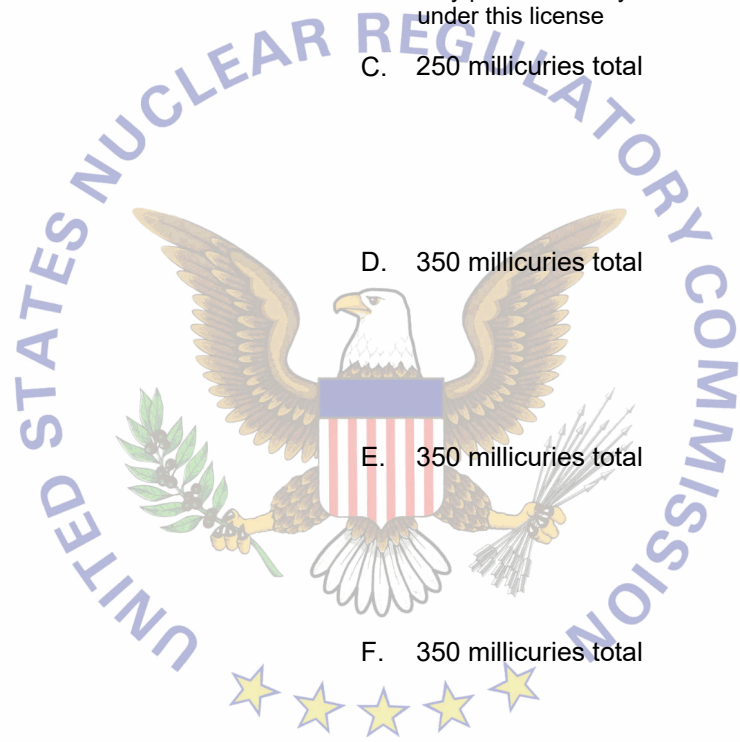 under this license
C. 250 millicuries total
D. 350 millicuries total
E. 350 millicuries total
F. 350 millicuries total
UNITED STATES NUCLEAR REGULATORY COMMISSION